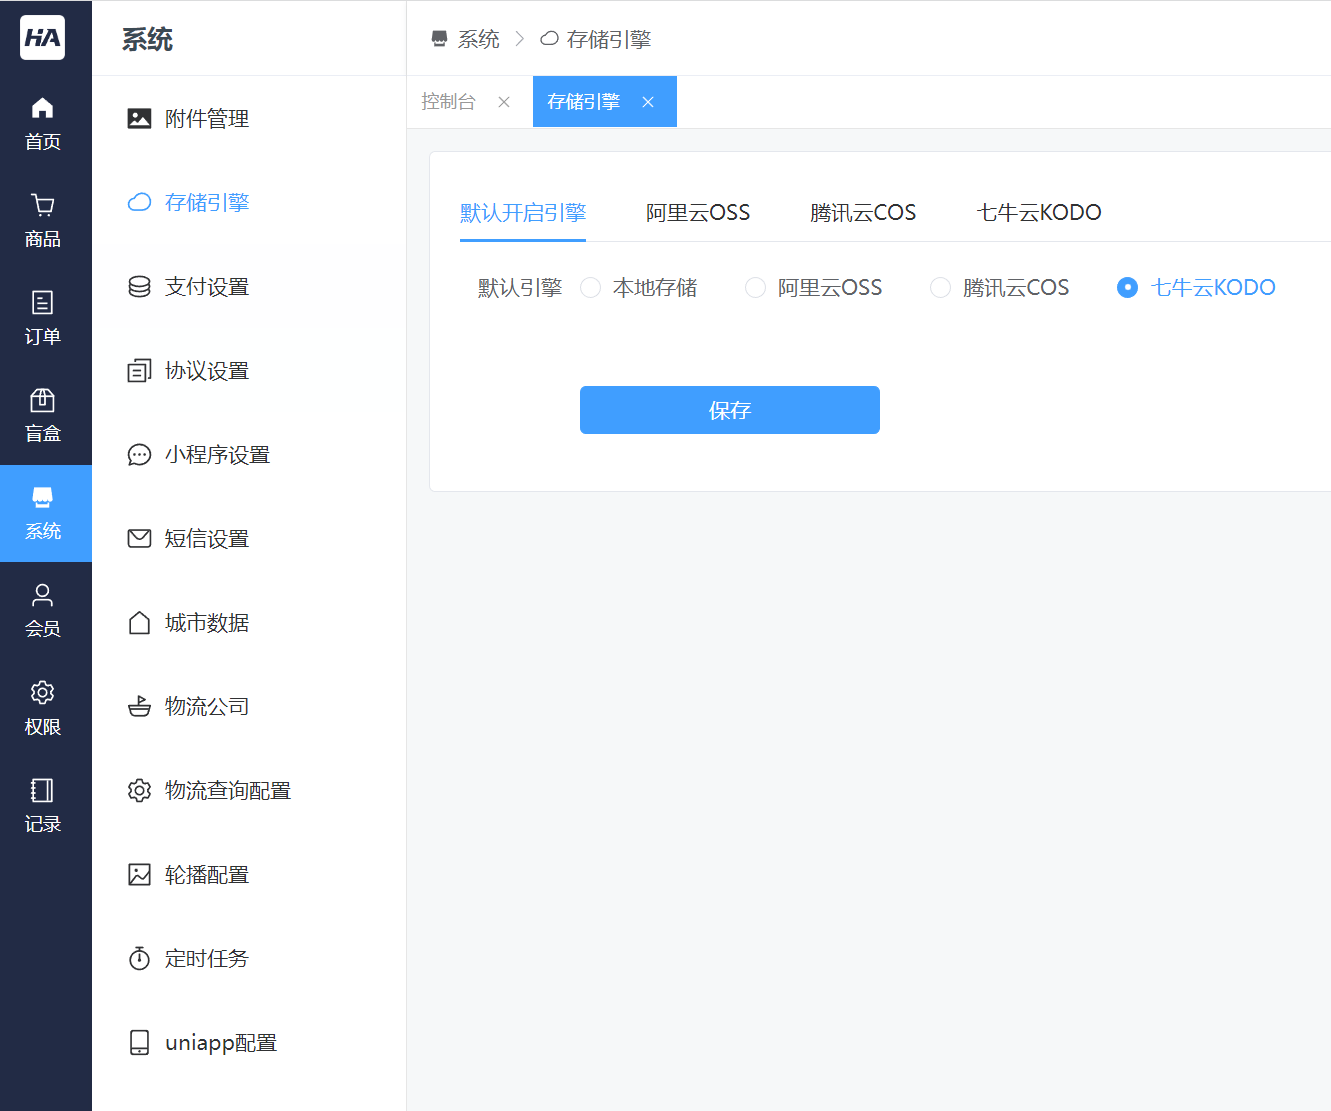 HA
首页
商品
订单
盲盒
系统
会员
权限
记录
系统
附件管理
存储引擎
支付设置
协议设置
小程序设置
短信设置
城市数据
物流公司
物流查询配置
轮播配置
定时任务
uniapp配置
系统 存储引擎
控制台 存储引擎
默认开启引擎 阿里云OSS 腾讯云COS 七牛云KODO
默认引擎 本地存储 阿里云OSS 腾讯云COS 七牛云KODO
保存